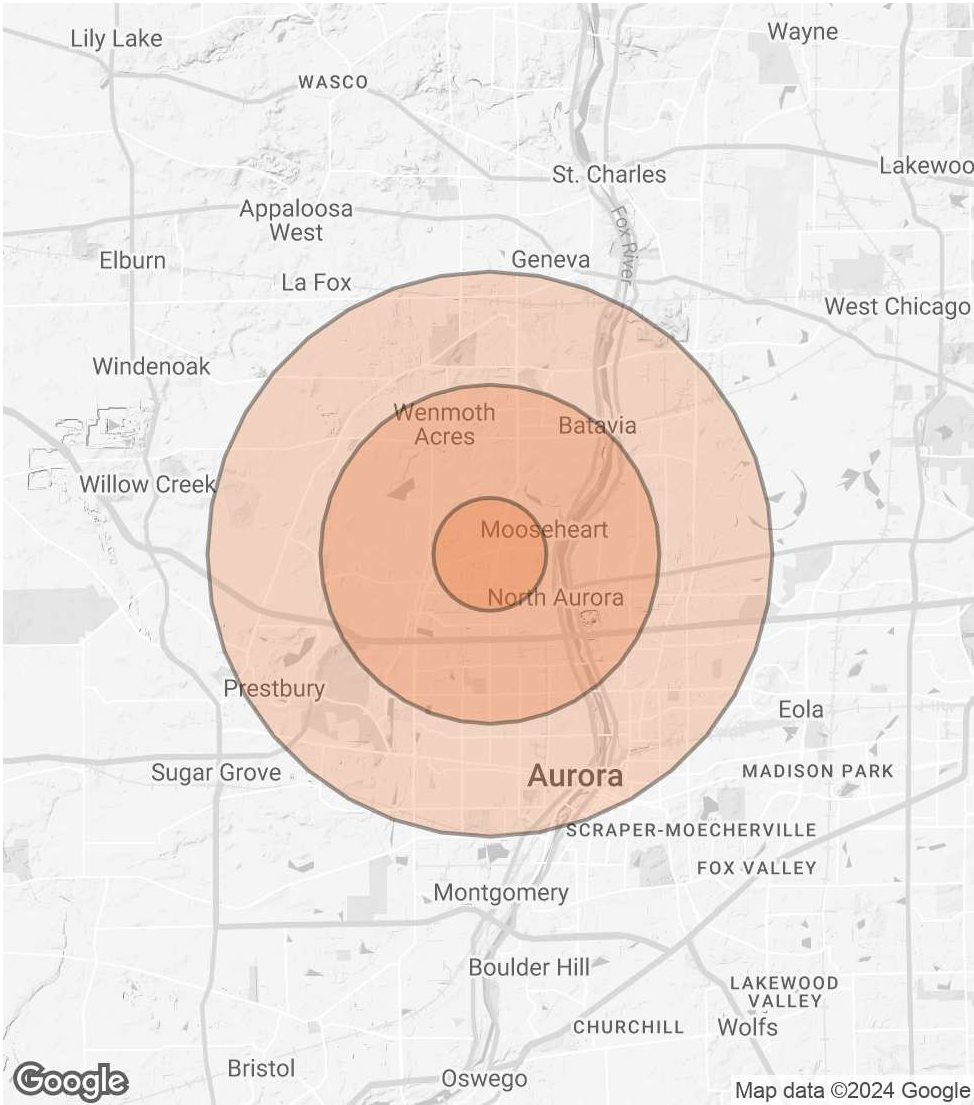 Lily Lake
Wayne
WASCO
St. Charles
Lakewoo
Appaloosa
West
Fox River
Elburn
Geneva
La Fox
West Chicago
Windenoak
Wenmoth
Acres
Batavia
Willow Creek
Mooseheart
North Aurora
Prestbury
Eola
Sugar Grove
Aurora
MADISON PARK
SCRAPER-MOECHERVILLE
FOX VALLEY
Montgomery
Boulder Hill
LAKEWOOD
VALLEY
CHURCHILL
Wolfs
Bristol
Oswego
Google
Map data ©2024 Google